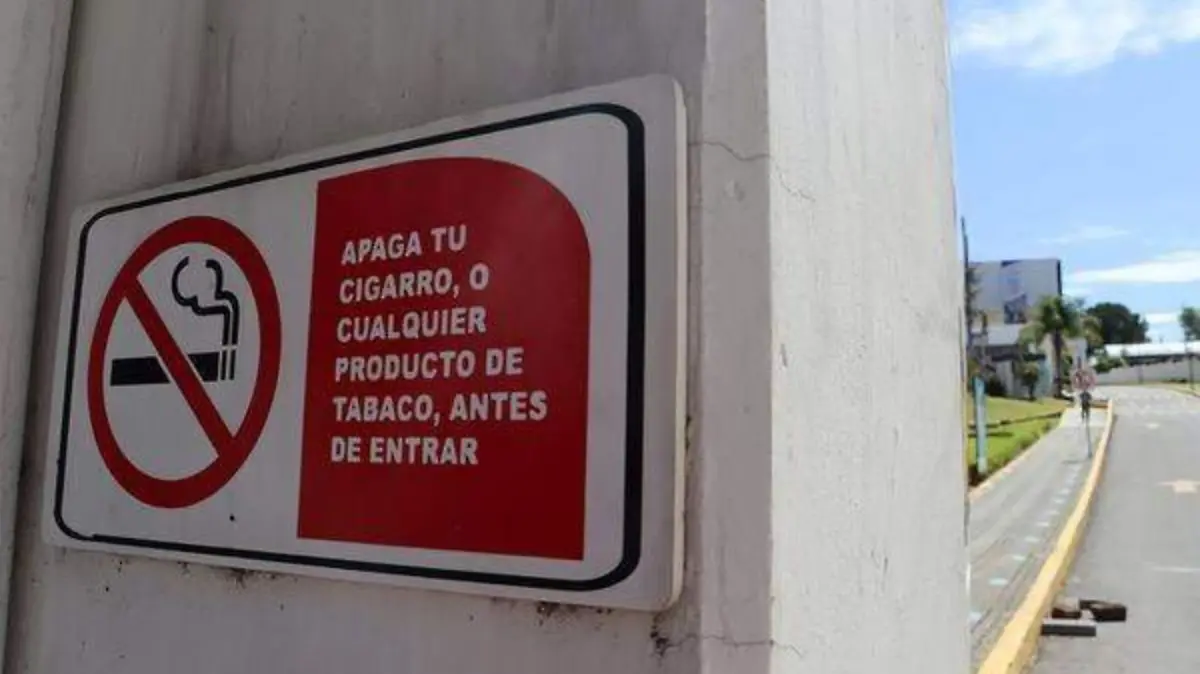 APAGA TU
CIGARRO, O
CUALQUIER
PRODUCTO DE
TABACO, ANTES
DE ENTRAR